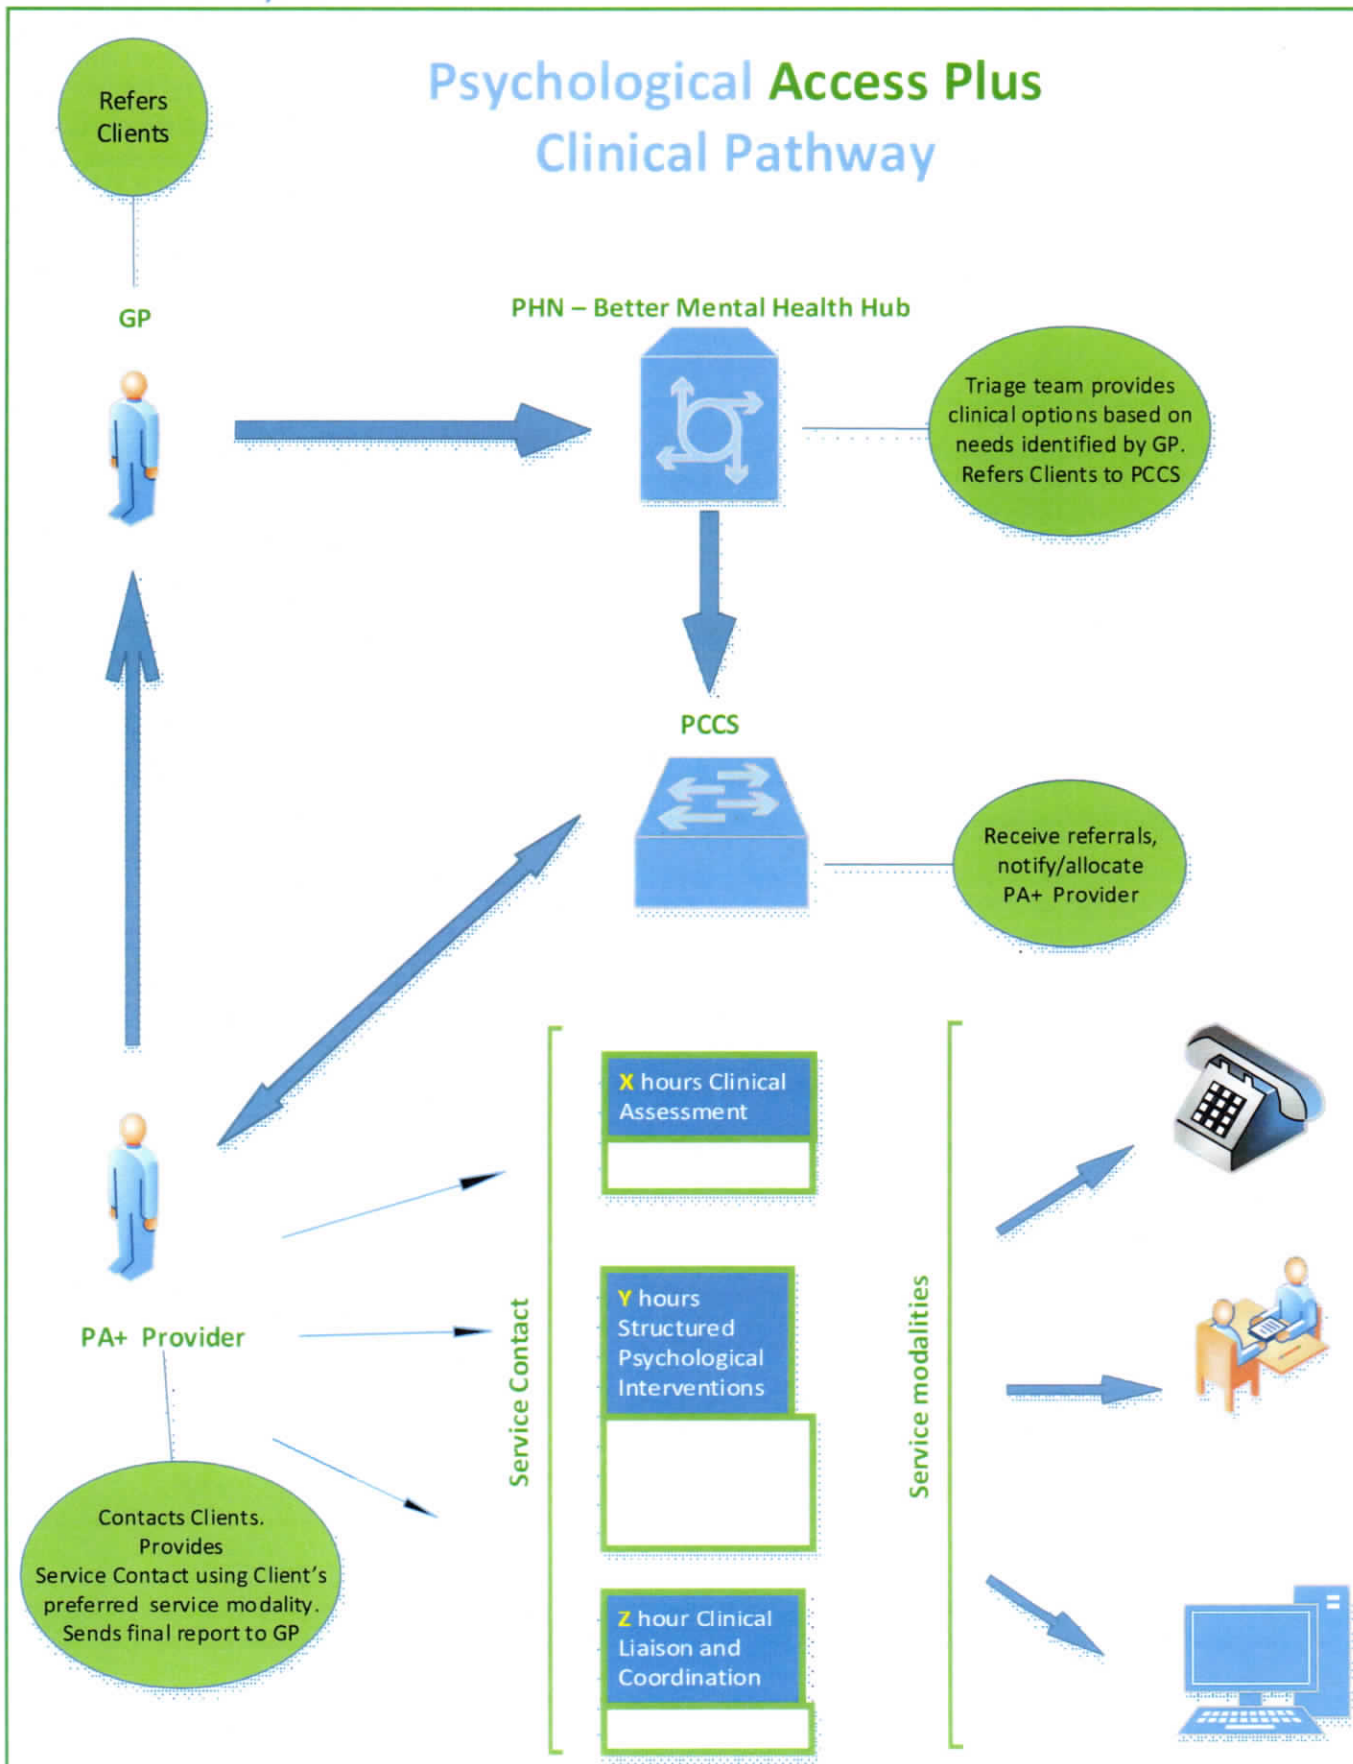 Psychological Access Plus
Clinical Pathway
Refers
Clients
GP
PHN – Better Mental Health Hub
Triage team provides
clinical options based on
needs identified by GP.
Refers Clients to PCCS
PCCS
Receive referrals,
notify/allocate
PA+ Provider
PA+ Provider
Contacts Clients.
Provides
Service Contact using Client's
preferred service modality.
Sends final report to GP
Service Contact
X hours Clinical
Assessment
Y hours
Structured
Psychological
Interventions
Z hour Clinical
Liaison and
Coordination
Service modalities